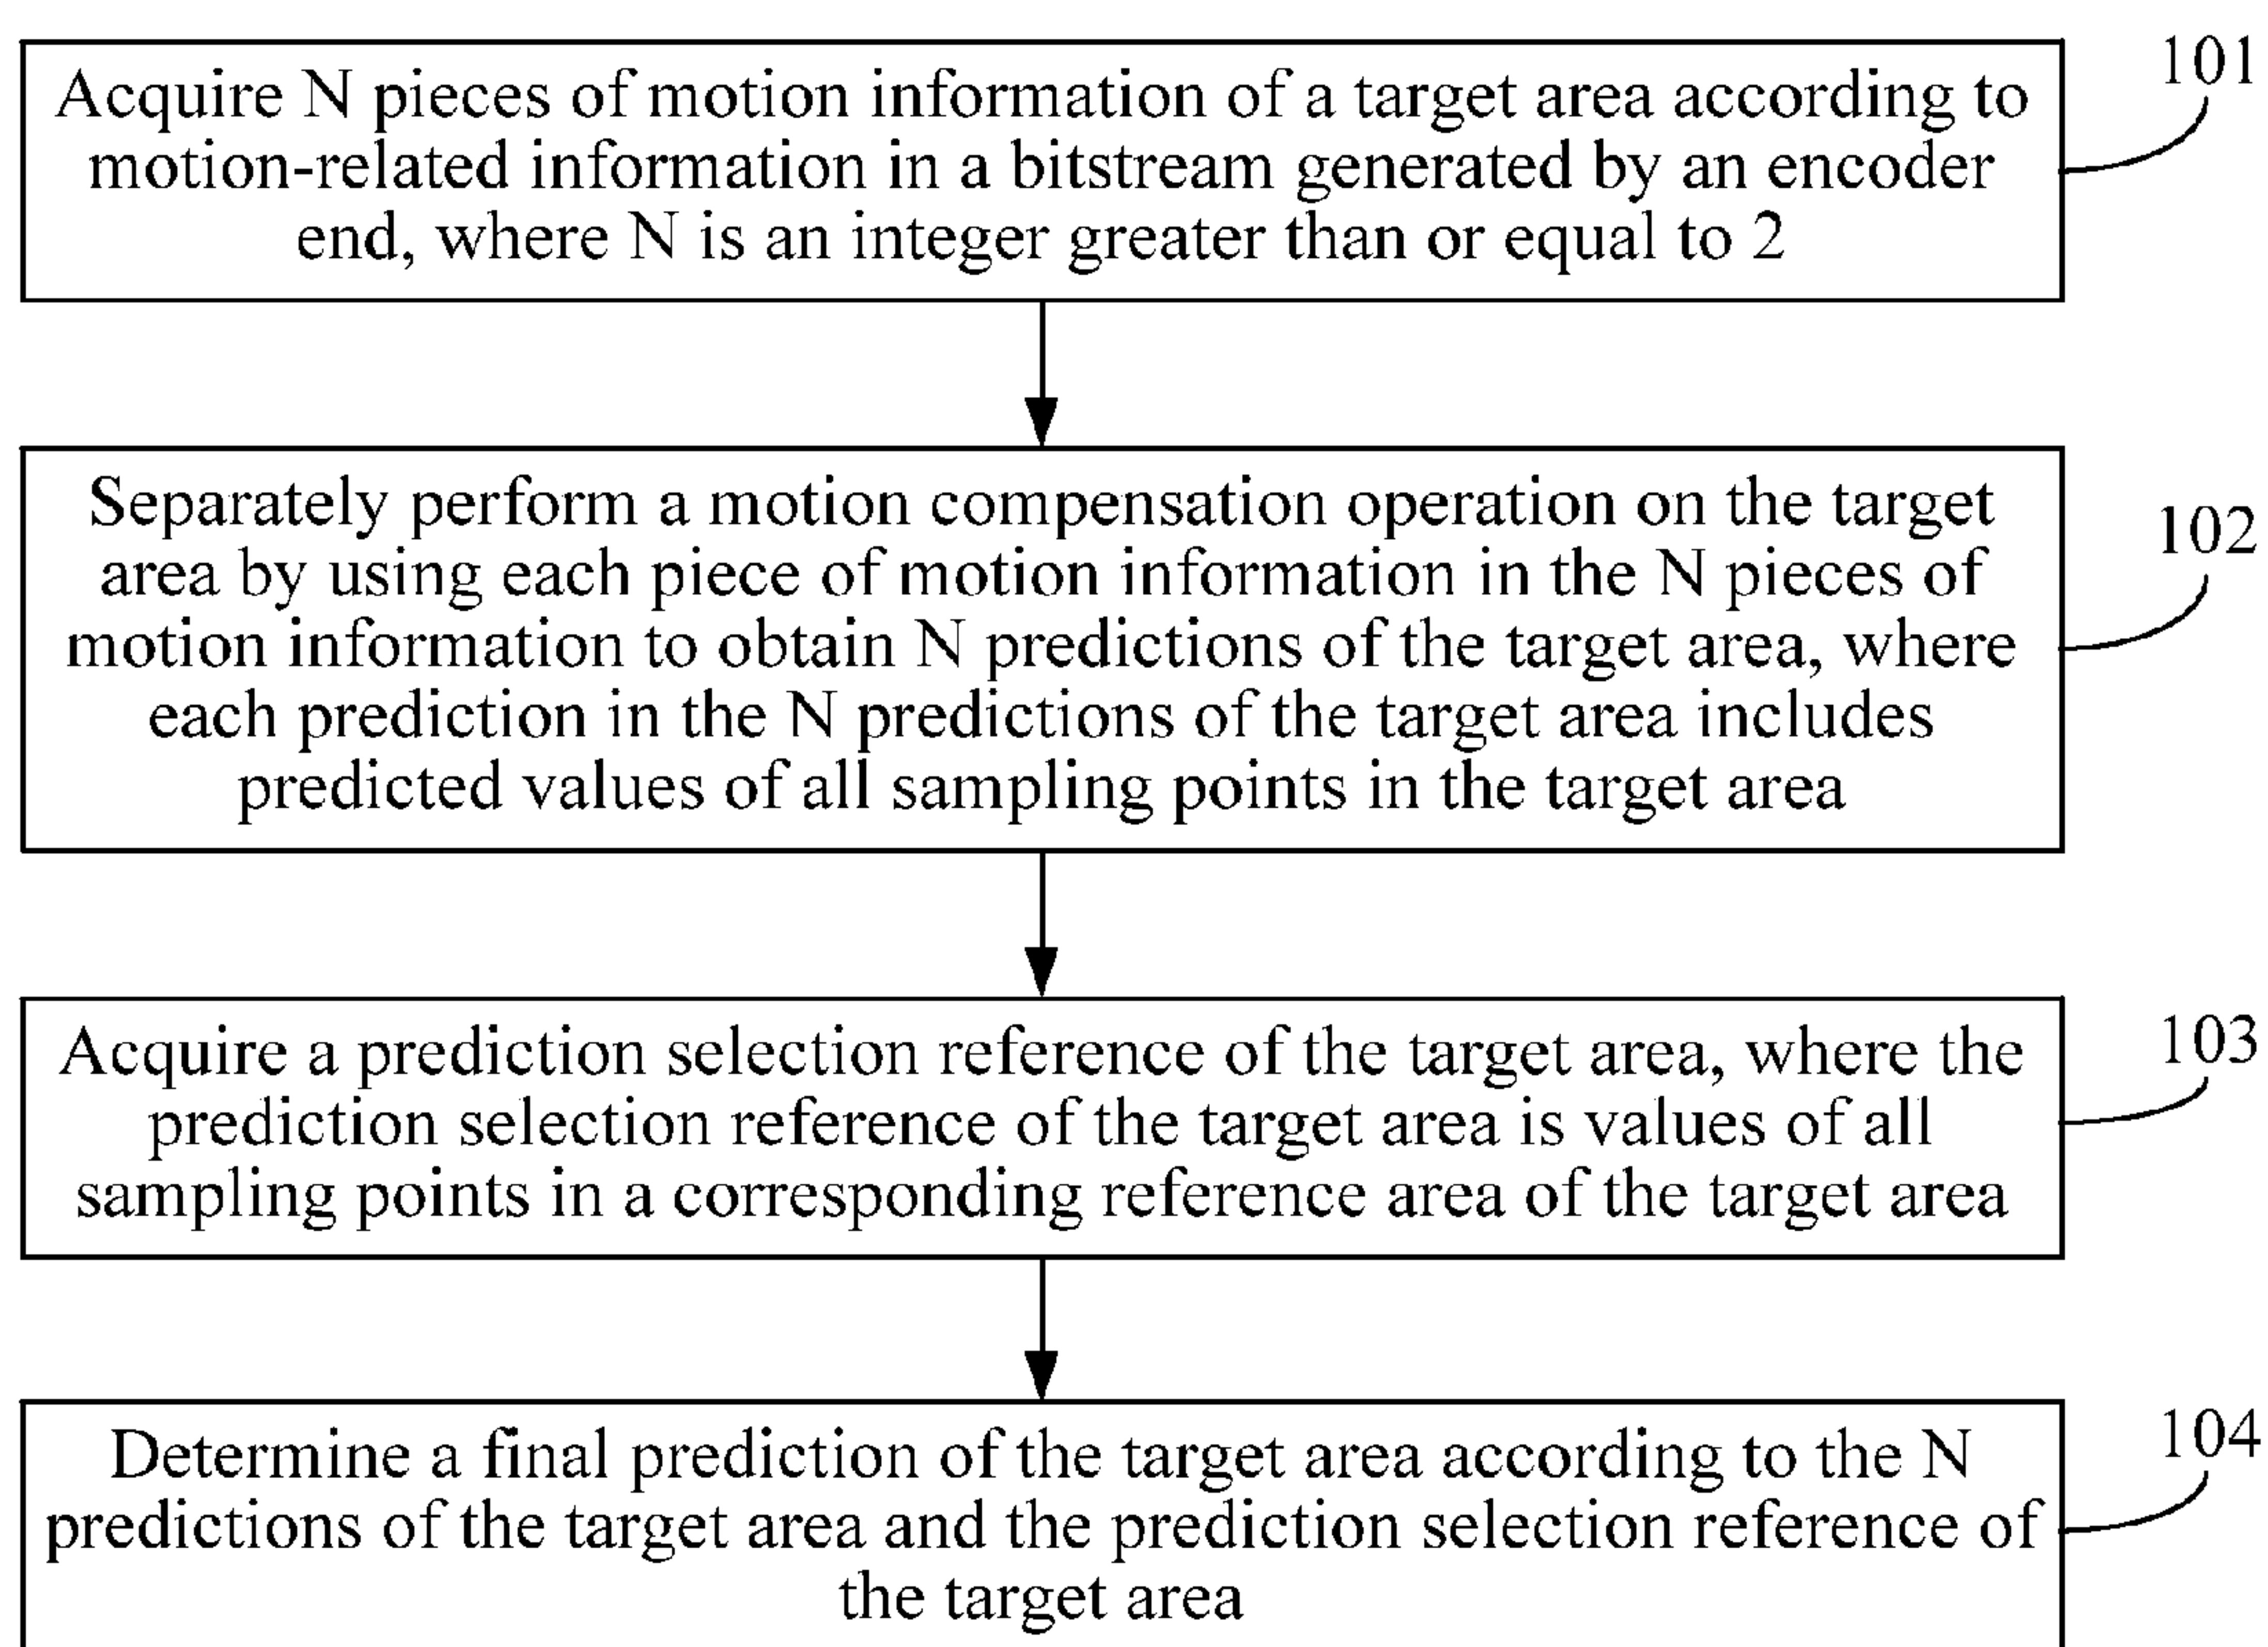 Acquire N pieces of motion information of a target area according to
motion-related information in a bitstream generated by an encoder
end, where N is an integer greater than or equal to 2
101
Separately perform a motion compensation operation on the target
area by using each piece of motion information in the N pieces of
motion information to obtain N predictions of the target area, where
each prediction in the N predictions of the target area includes
predicted values of all sampling points in the target area
102
Acquire a prediction selection reference of the target area, where the
prediction selection reference of the target area is values of all
sampling points in a corresponding reference area of the target area
103
Determine a final prediction of the target area according to the N
predictions of the target area and the prediction selection reference of
the target area
104